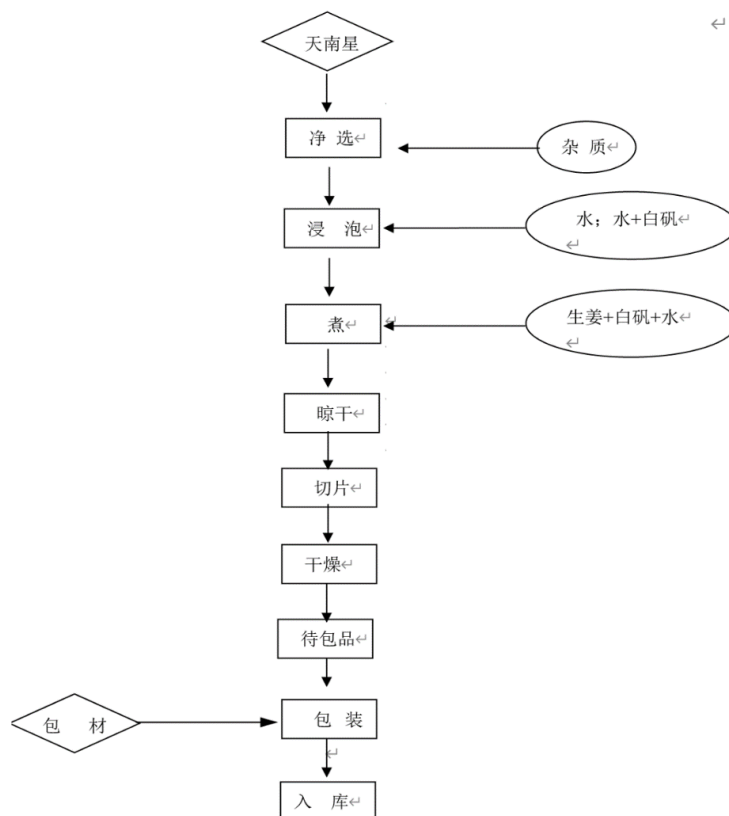 天南星
净 选
杂 质
浸 泡
水；水+白矾
煮
生姜+白矾+水
晾干
切片
干燥
待包品
包 材
包 装
入 库